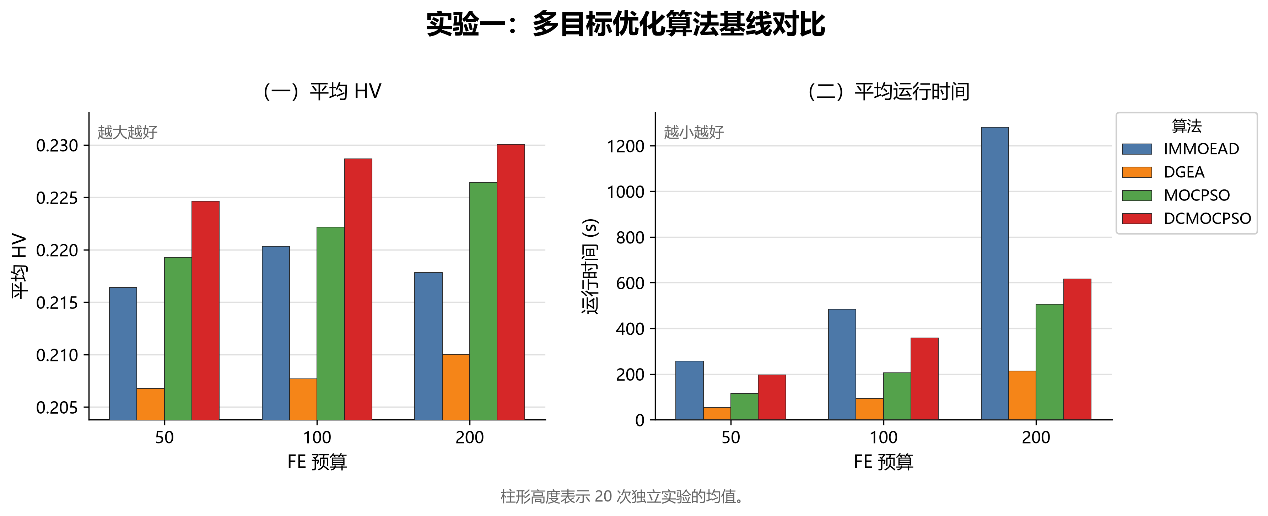 实验一：多目标优化算法基线对比
（一）平均 HV
越大越好
平均 HV
0.230
0.225
0.220
0.215
0.210
0.205
50 100 200
FE 预算
（二）平均运行时间
越小越好
运行时间 (s)
1200
1000
800
600
400
200
0
50 100 200
FE 预算
算法
IMMOEAD
DGEA
MOCPSO
DCMOCPSO
柱形高度表示 20 次独立实验的均值。